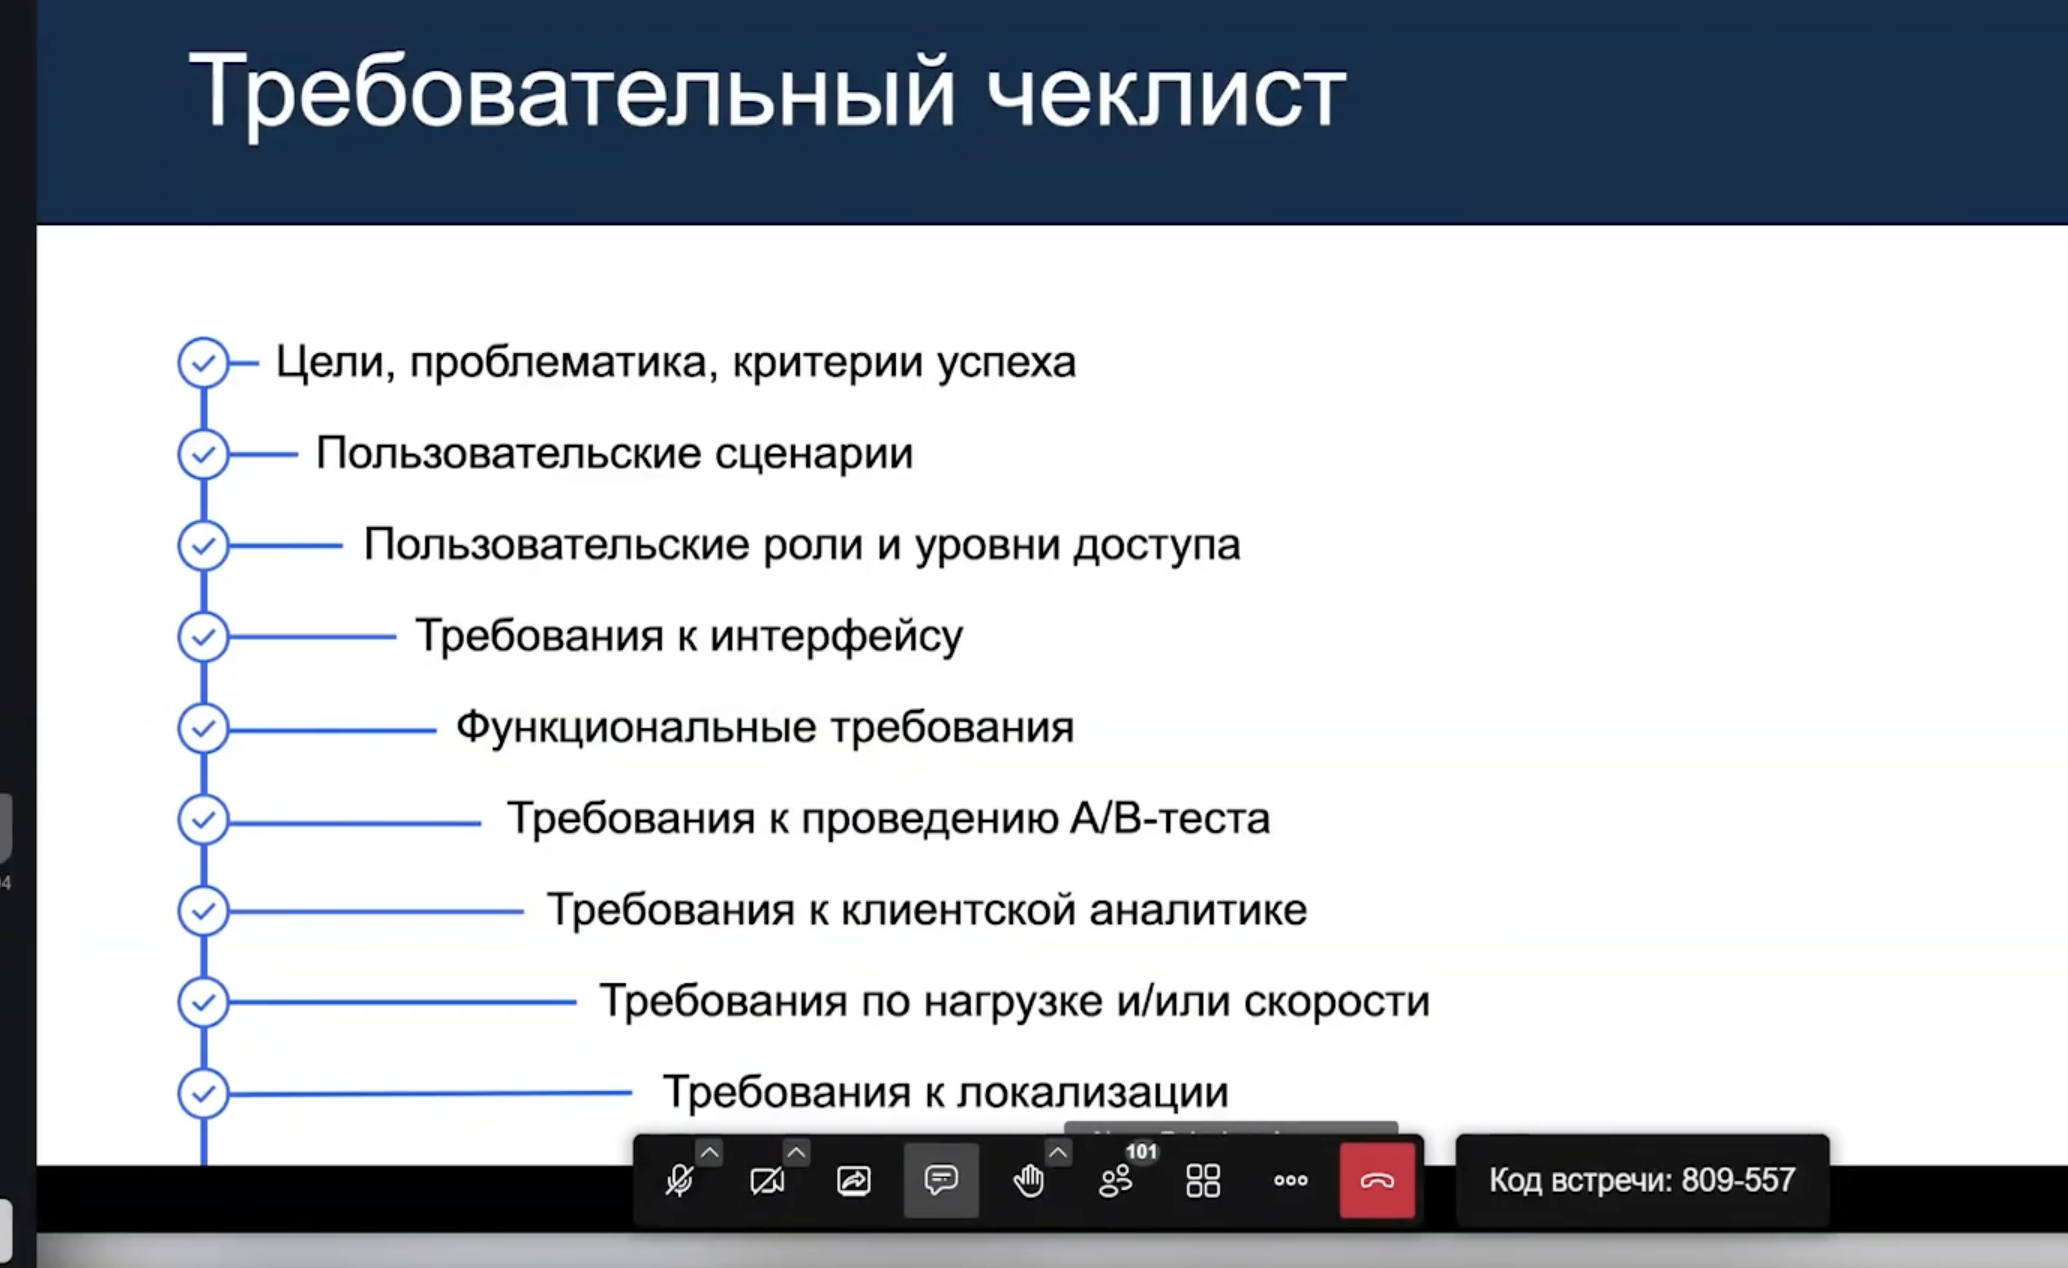 Требовательный чеклист
Цели, проблематика, критерии успеха
Пользовательские сценарии
Пользовательские роли и уровни доступа
Требования к интерфейсу
Функциональные требования
Требования к проведению А/В-теста
Требования к клиентской аналитике
Требования по нагрузке и/или скорости
Требования к локализации
101
Код встречи: 809-557